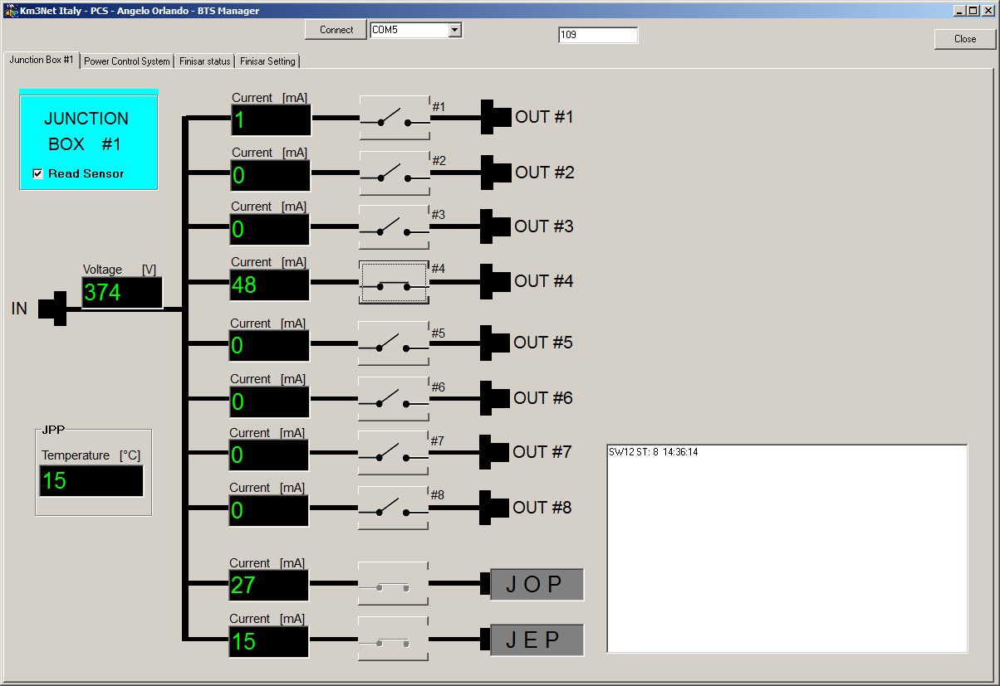 Km3Net Italy - PCS - Angelo Orlando - BTS Manager
Connect
COM5
109
Close
Junction Box #1
Power Control System
Finisar status
Finisar Setting
JUNCTION
BOX #1
Read Sensor
Current [mA]
1
#1
OUT #1
Current [mA]
0
#2
OUT #2
Current [mA]
0
#3
OUT #3
Current [mA]
48
#4
OUT #4
Voltage [V]
374
IN
Current [mA]
0
#5
OUT #5
Current [mA]
0
#6
OUT #6
Current [mA]
0
#7
OUT #7
Current [mA]
0
#8
OUT #8
JPP
Temperature [°C]
15
SW12 ST: 8 14:36:14
Current [mA]
27
JOP
Current [mA]
15
JEP